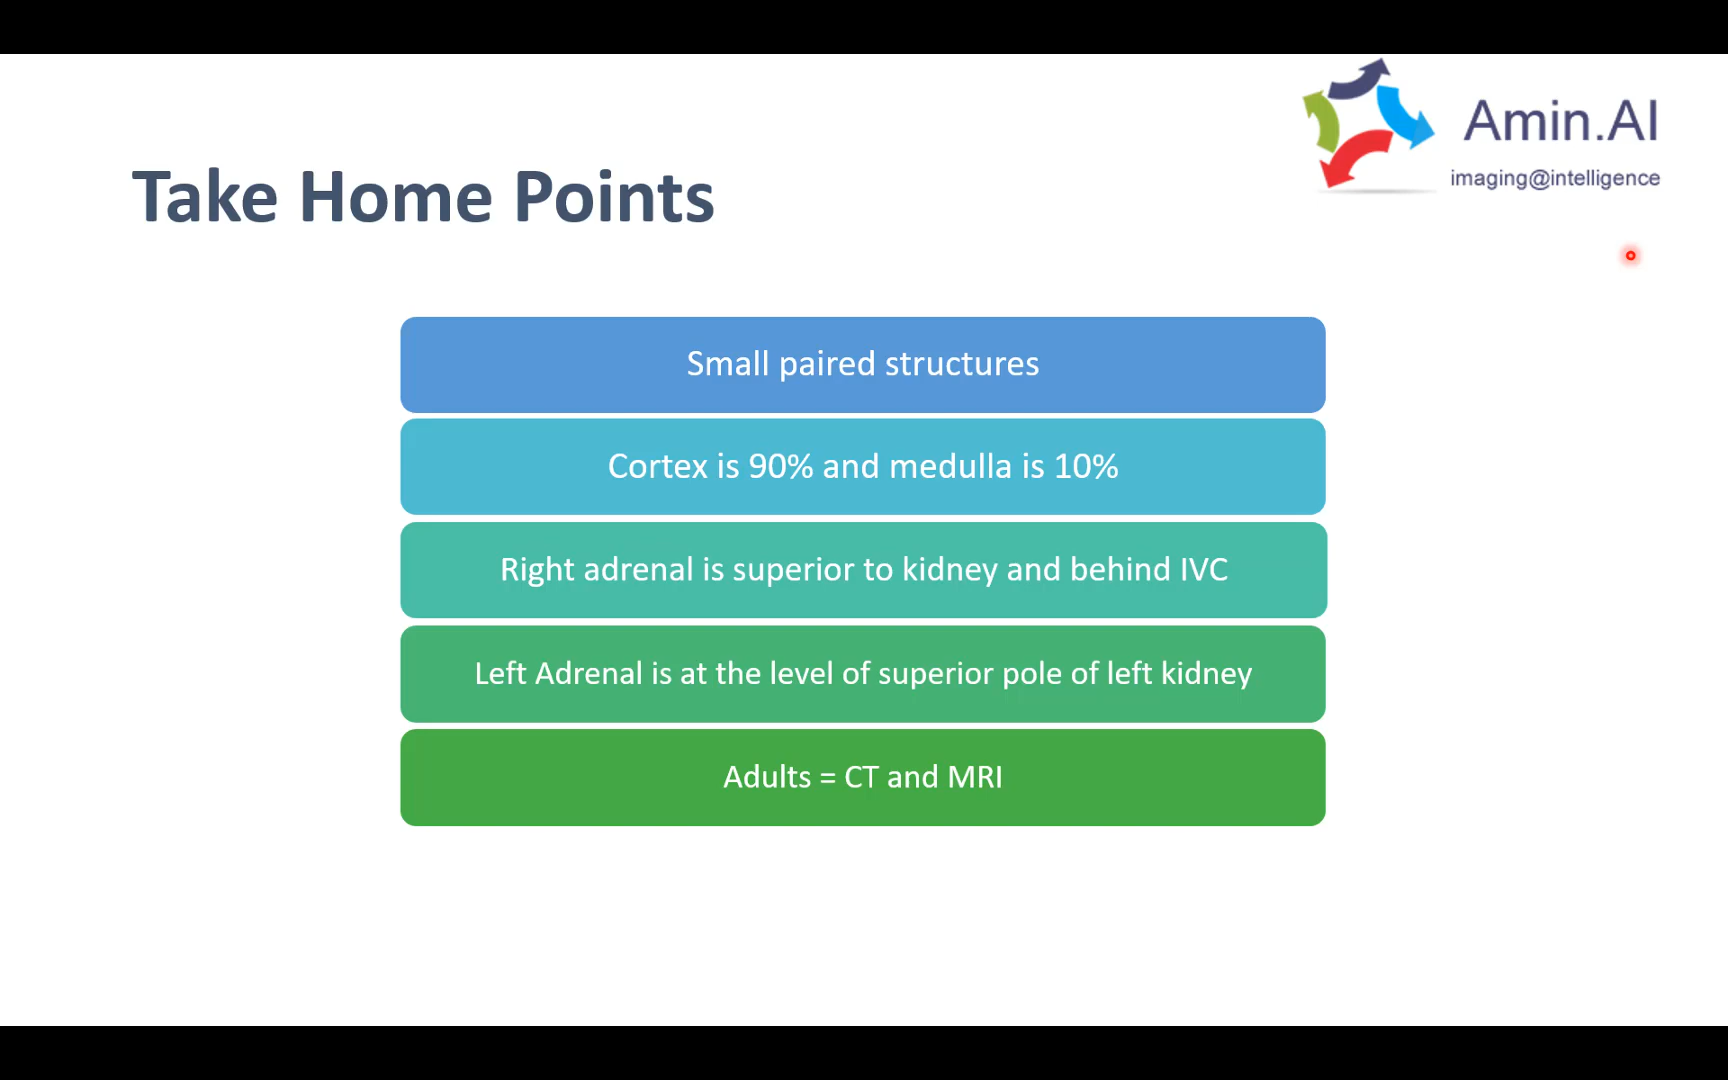 Amin.AI
imaging@intelligence
Take Home Points
Small paired structures
Cortex is 90% and medulla is 10%
Right adrenal is superior to kidney and behind IVC
Left Adrenal is at the level of superior pole of left kidney
Adults = CT and MRI